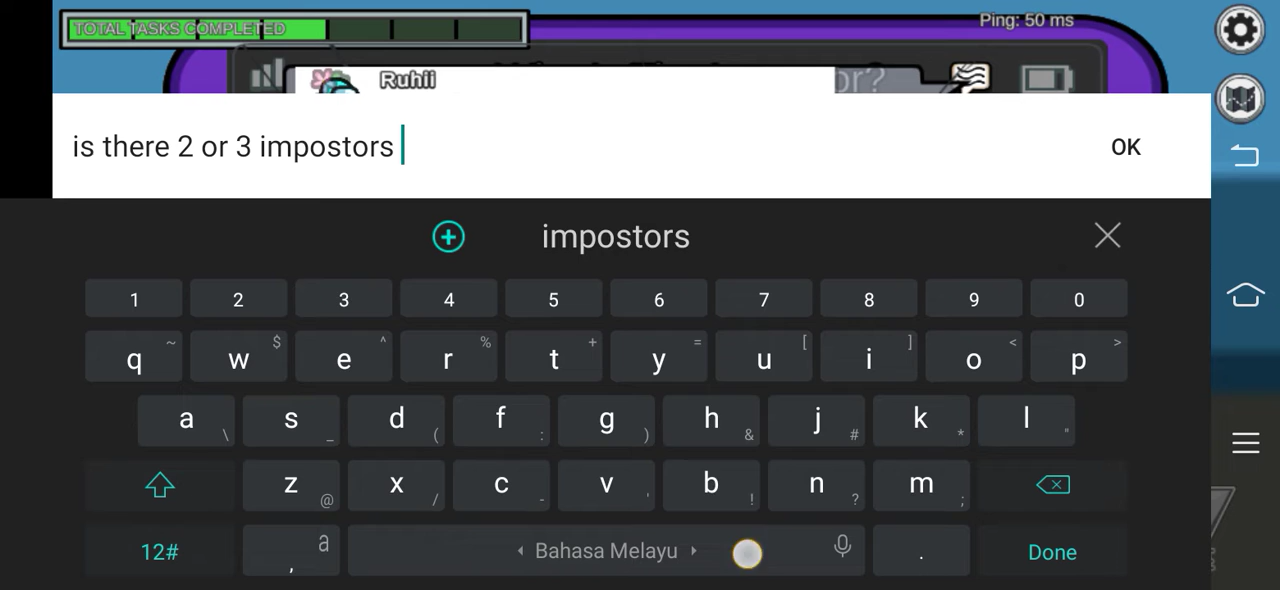 TOTAL TASKS COMPLETED
Ping: 50 ms
Ruhii
or?
is there 2 or 3 impostors
OK
impostors
1 2 3 4 5 6 7 8 9 0
q ~ w $ e ^ r % t + y = u [ i ] o < p >
a \ s _ d ( f : g ) h & j # k * l "
z @ x / c - v ' b ! n ? m ;
12# , a Bahasa Melayu . Done